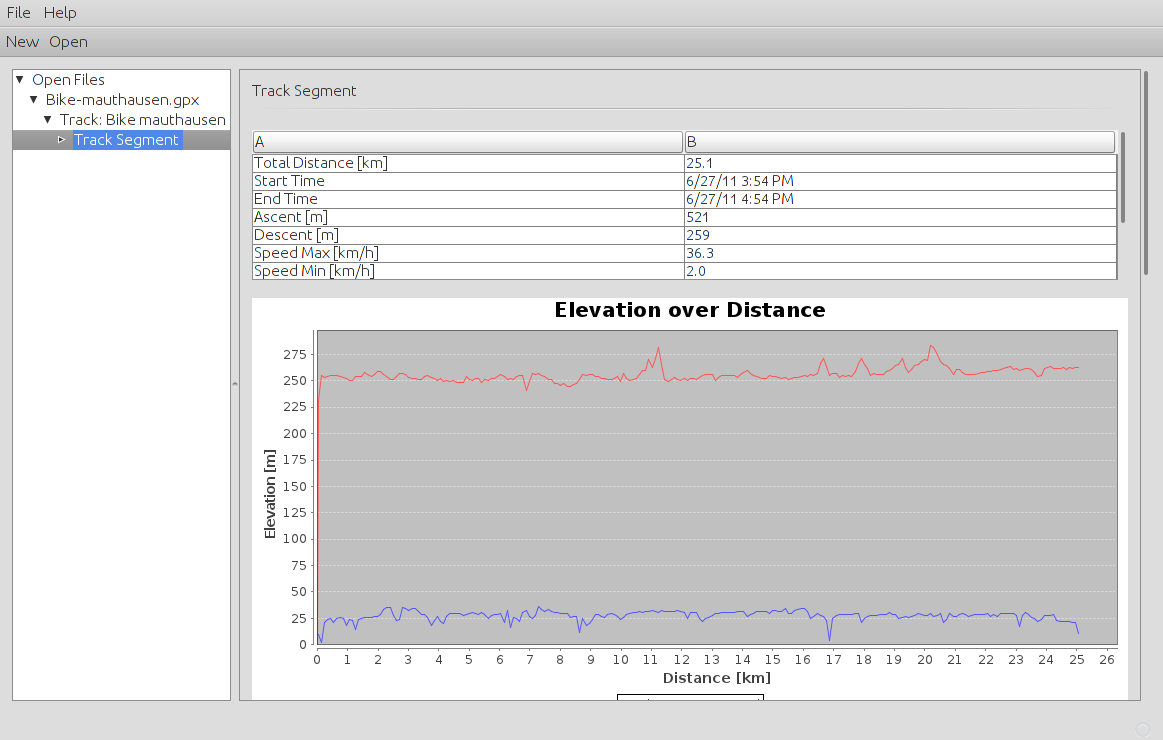 File Help
New Open
Open Files
Bike-mauthausen.gpx
Track: Bike mauthausen
Track Segment
Track Segment
A B
Total Distance [km] 25.1
Start Time 6/27/11 3:54 PM
End Time 6/27/11 4:54 PM
Ascent [m] 521
Descent [m] 259
Speed Max [km/h] 36.3
Speed Min [km/h] 2.0
Elevation over Distance
275
250
225
200
175
150
125
100
75
50
25
0
Elevation [m]
0 1 2 3 4 5 6 7 8 9 10 11 12 13 14 15 16 17 18 19 20 21 22 23 24 25 26
Distance [km]